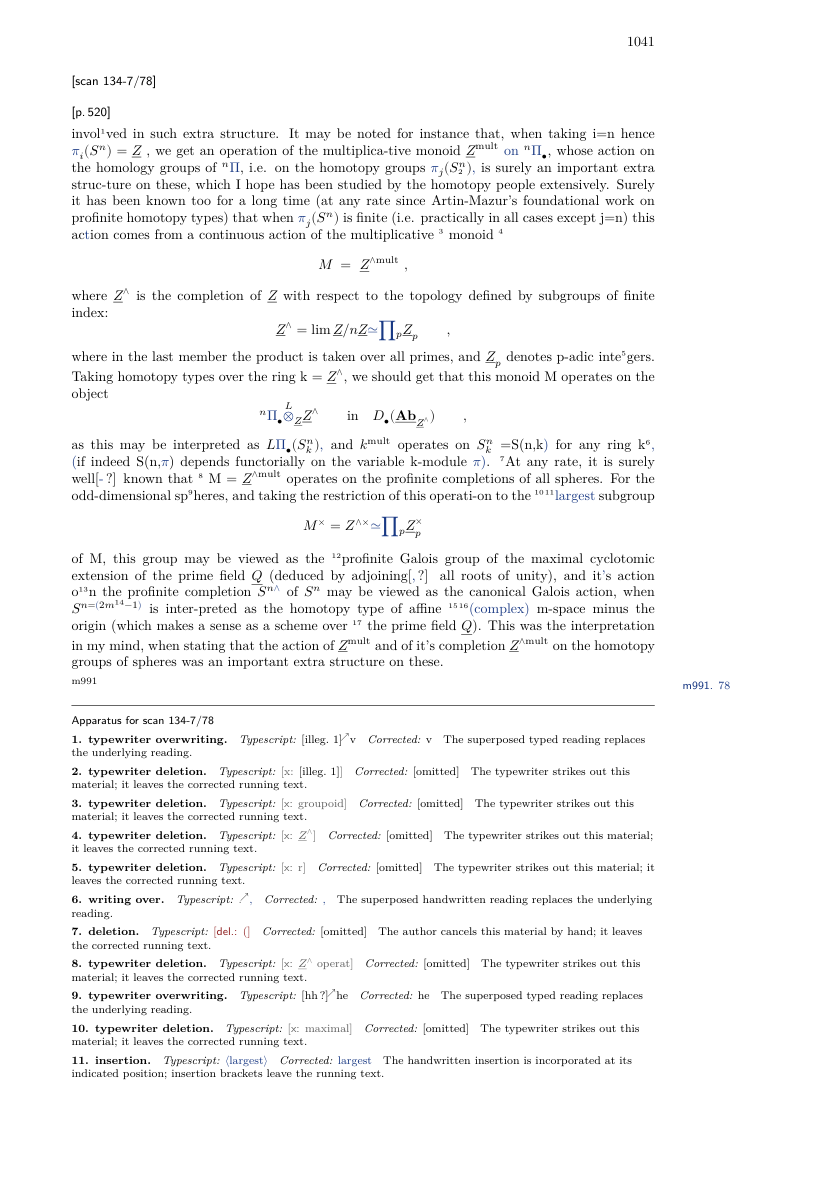 1041
[scan 134-7/78]
[p. 520]
invol¹ved in such extra structure. It may be noted for instance that, when taking i=n hence
π_i(Sⁿ) = Z , we get an operation of the multiplica-tive monoid Z^mult on ⁿΠ•, whose action on
the homology groups of ⁿΠ, i.e. on the homotopy groups π_j(S₂ⁿ), is surely an important extra
struc-ture on these, which I hope has been studied by the homotopy people extensively. Surely
it has been known too for a long time (at any rate since Artin-Mazur's foundational work on
profinite homotopy types) that when π_j(Sⁿ) is finite (i.e. practically in all cases except j=n) this
action comes from a continuous action of the multiplicative ³ monoid ⁴
M = Z^∧mult ,
where Z^∧ is the completion of Z with respect to the topology defined by subgroups of finite
index:
Z^∧ = lim Z/nZ≃∏_p Z_p ,
where in the last member the product is taken over all primes, and Z_p denotes p-adic inte⁵gers.
Taking homotopy types over the ring k = Z^∧, we should get that this monoid M operates on the
object
ⁿΠ• ⊗^L_Z Z^∧ in D•(Ab_Z^∧) ,
as this may be interpreted as LΠ•(S_kⁿ), and k^mult operates on S_kⁿ =S(n,k) for any ring k⁶,
(if indeed S(n,π) depends functorially on the variable k-module π). ⁷At any rate, it is surely
well[- ?] known that ⁸ M = Z^∧mult operates on the profinite completions of all spheres. For the
odd-dimensional sp⁹heres, and taking the restriction of this operati-on to the ¹⁰ ¹¹largest subgroup
M^× = Z^∧×≃∏_p Z_p^×
of M, this group may be viewed as the ¹²profinite Galois group of the maximal cyclotomic
extension of the prime field Q (deduced by adjoining[, ?] all roots of unity), and it's action
o¹³n the profinite completion S^n∧ of Sⁿ may be viewed as the canonical Galois action, when
S^n=(2m¹⁴−1) is inter-preted as the homotopy type of affine ¹⁵ ¹⁶(complex) m-space minus the
origin (which makes a sense as a scheme over ¹⁷ the prime field Q). This was the interpretation
in my mind, when stating that the action of Z^mult and of it's completion Z^∧mult on the homotopy
groups of spheres was an important extra structure on these.
m991
m991. 78
Apparatus for scan 134-7/78
1. typewriter overwriting. Typescript: [illeg. 1]↗v Corrected: v The superposed typed reading replaces
the underlying reading.
2. typewriter deletion. Typescript: [x: [illeg. 1]] Corrected: [omitted] The typewriter strikes out this
material; it leaves the corrected running text.
3. typewriter deletion. Typescript: [x: groupoid] Corrected: [omitted] The typewriter strikes out this
material; it leaves the corrected running text.
4. typewriter deletion. Typescript: [x: Z^∧] Corrected: [omitted] The typewriter strikes out this material;
it leaves the corrected running text.
5. typewriter deletion. Typescript: [x: r] Corrected: [omitted] The typewriter strikes out this material; it
leaves the corrected running text.
6. writing over. Typescript: .↗, Corrected: , The superposed handwritten reading replaces the underlying
reading.
7. deletion. Typescript: [del.: (] Corrected: [omitted] The author cancels this material by hand; it leaves
the corrected running text.
8. typewriter deletion. Typescript: [x: Z^∧ operat] Corrected: [omitted] The typewriter strikes out this
material; it leaves the corrected running text.
9. typewriter overwriting. Typescript: [hh ?]↗he Corrected: he The superposed typed reading replaces
the underlying reading.
10. typewriter deletion. Typescript: [x: maximal] Corrected: [omitted] The typewriter strikes out this
material; it leaves the corrected running text.
11. insertion. Typescript: ⟨largest⟩ Corrected: largest The handwritten insertion is incorporated at its
indicated position; insertion brackets leave the running text.